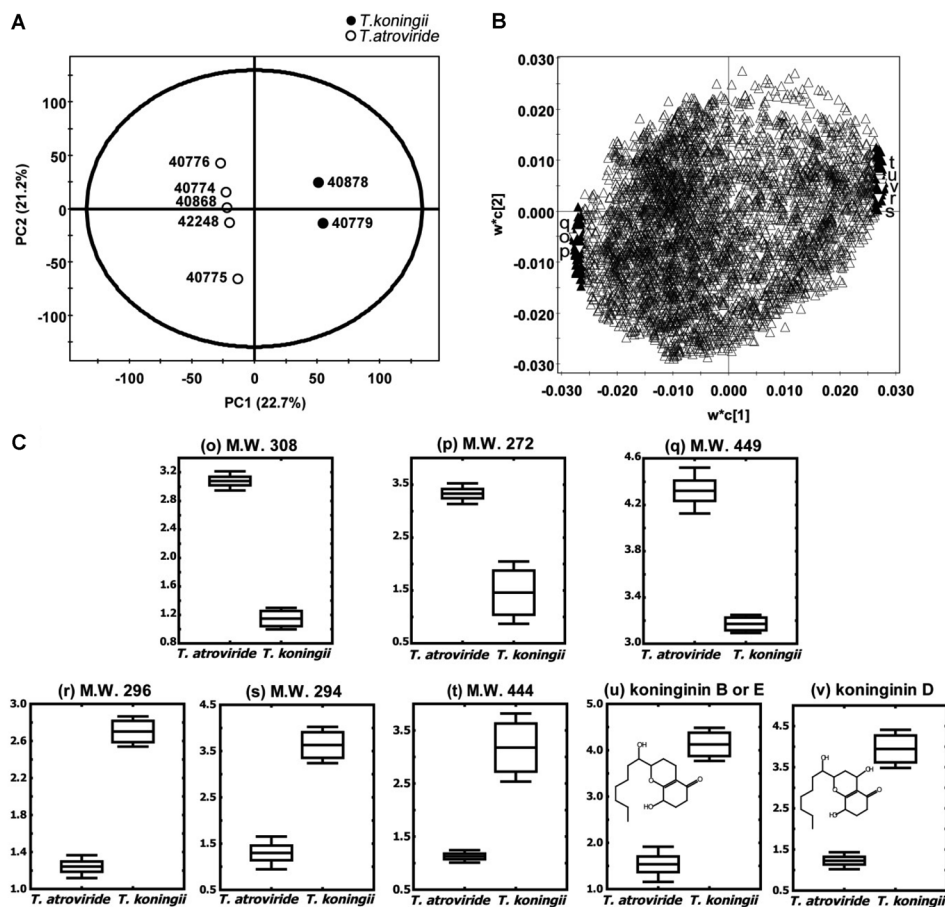 A
● T.koningii
○ T.atroviride
PC2 (21.2%)
100
50
0
-50
-100
40776
40774
40868
42248
40775
40878
40779
-100 -50 0 50 100
PC1 (22.7%)
B
w*c[2]
0.030
0.020
0.010
0.000
-0.010
-0.020
-0.030
q
o
p
t
u
v
r
s
-0.030 -0.020 -0.010 0.000 0.010 0.020 0.030
w*c[1]
C
(o) M.W. 308
3.2
2.8
2.4
2.0
1.6
1.2
0.8
T. atroviride T. koningii
(p) M.W. 272
3.5
2.5
1.5
0.5
T. atroviride T. koningii
(q) M.W. 449
4.6
4.2
3.8
3.4
3.0
T. atroviride T. koningii
(r) M.W. 296
3.0
2.6
2.2
1.8
1.4
1.0
T. atroviride T. koningii
(s) M.W. 294
4.5
3.5
2.5
1.5
0.5
T. atroviride T. koningii
(t) M.W. 444
3.5
2.5
1.5
0.5
T. atroviride T. koningii
(u) koninginin B or E
5.0
4.0
3.0
2.0
1.0
OH
O
O
HO
T. atroviride T. koningii
(v) koninginin D
4.5
3.5
2.5
1.5
0.5
OH
OH
O
O
HO
T. atroviride T. koningii